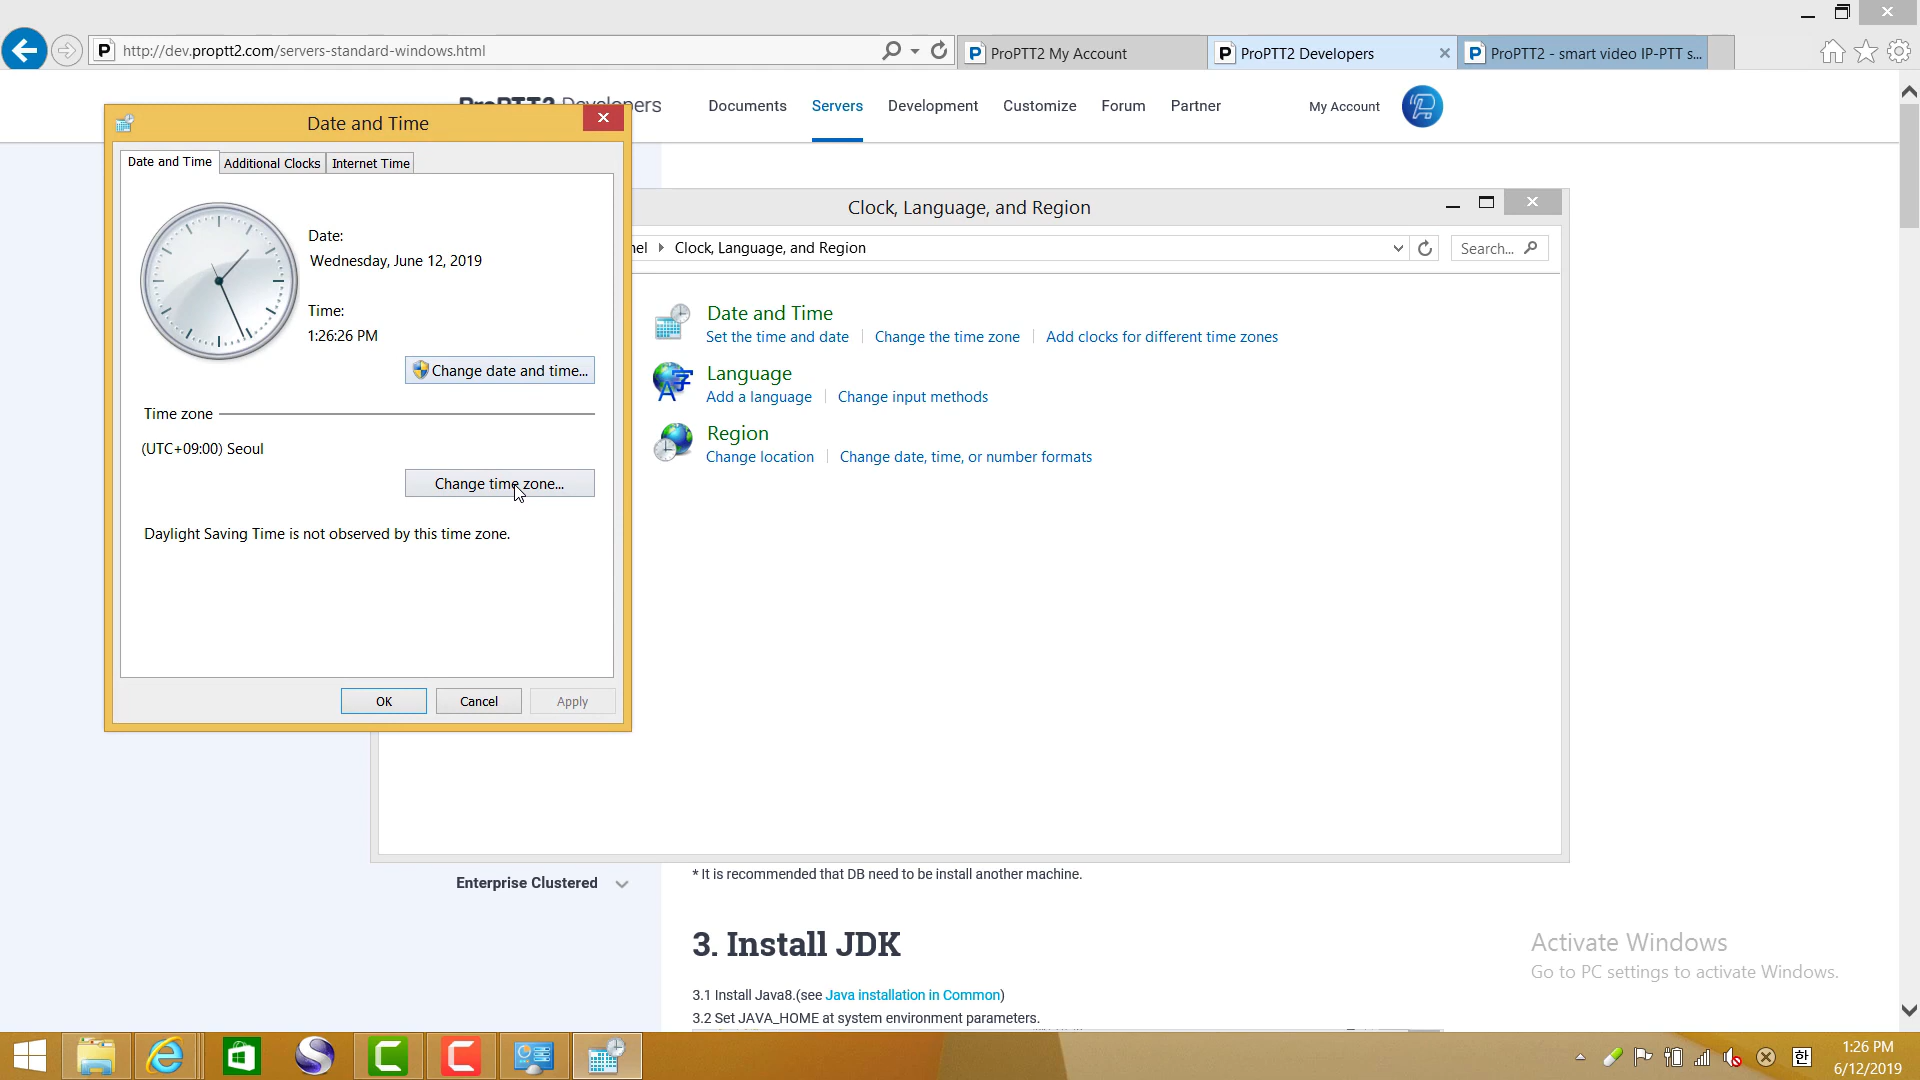 http://dev.proptt2.com/servers-standard-windows.html
ProPTT2 My Account
ProPTT2 Developers
ProPTT2 - smart video IP-PTT s...
ProPTT2 Developers
Documents
Servers
Development
Customize
Forum
Partner
My Account
Date and Time
Date and Time
Additional Clocks
Internet Time
Date:
Wednesday, June 12, 2019
Time:
1:26:26 PM
Change date and time...
Time zone
(UTC+09:00) Seoul
Change time zone...
Daylight Saving Time is not observed by this time zone.
OK
Cancel
Apply
Clock, Language, and Region
nel
Clock, Language, and Region
Search...
Date and Time
Set the time and date
Change the time zone
Add clocks for different time zones
Language
Add a language
Change input methods
Region
Change location
Change date, time, or number formats
Enterprise Clustered
* It is recommended that DB need to be install another machine.
3. Install JDK
3.1 Install Java8.(see Java installation in Common)
3.2 Set JAVA_HOME at system environment parameters.
Activate Windows
Go to PC settings to activate Windows.
한
1:26 PM
6/12/2019